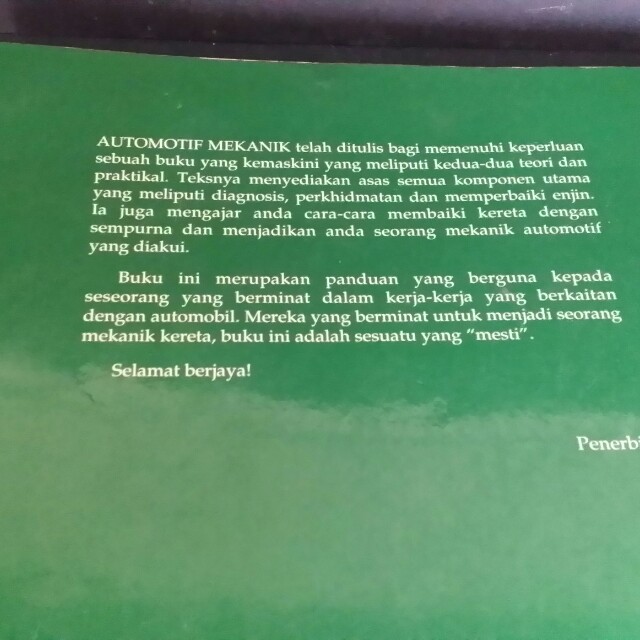 AUTOMOTIF MEKANIK telah ditulis bagi memenuhi keperluan
sebuah buku yang kemaskini yang meliputi kedua-dua teori dan
praktikal. Teksnya menyediakan asas semua komponen utama
yang meliputi diagnosis, perkhidmatan dan memperbaiki enjin.
Ia juga mengajar anda cara-cara membaiki kereta dengan
sempurna dan menjadikan anda seorang mekanik automotif
yang diakui.
Buku ini merupakan panduan yang berguna kepada
seseorang yang berminat dalam kerja-kerja yang berkaitan
dengan automobil. Mereka yang berminat untuk menjadi seorang
mekanik kereta, buku ini adalah sesuatu yang “mesti”.
Selamat berjaya!